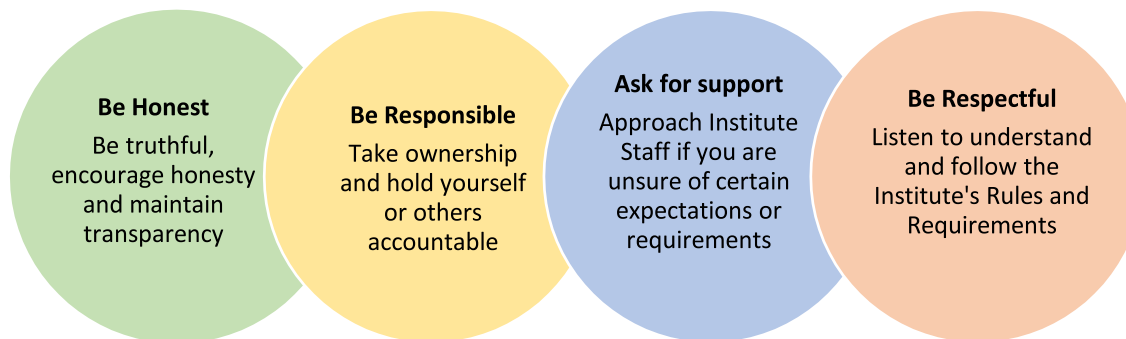 Be Honest
Be truthful,
encourage honesty
and maintain
transparency
Be Responsible
Take ownership
and hold yourself
or others
accountable
Ask for support
Approach Institute
Staff if you are
unsure of certain
expectations or
requirements
Be Respectful
Listen to understand
and follow the
Institute's Rules and
Requirements